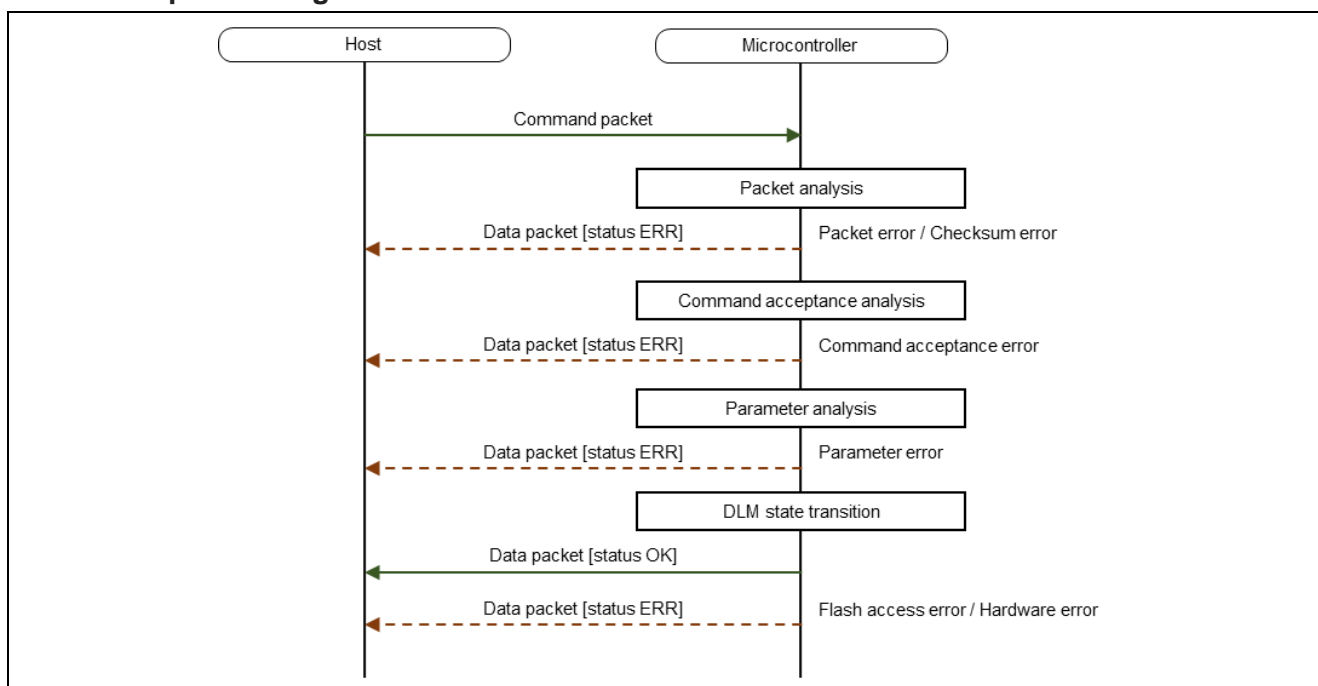 Host Microcontroller
Command packet
Packet analysis
Data packet [status ERR] Packet error / Checksum error
Command acceptance analysis
Data packet [status ERR] Command acceptance error
Parameter analysis
Data packet [status ERR] Parameter error
DLM state transition
Data packet [status OK]
Data packet [status ERR] Flash access error / Hardware error